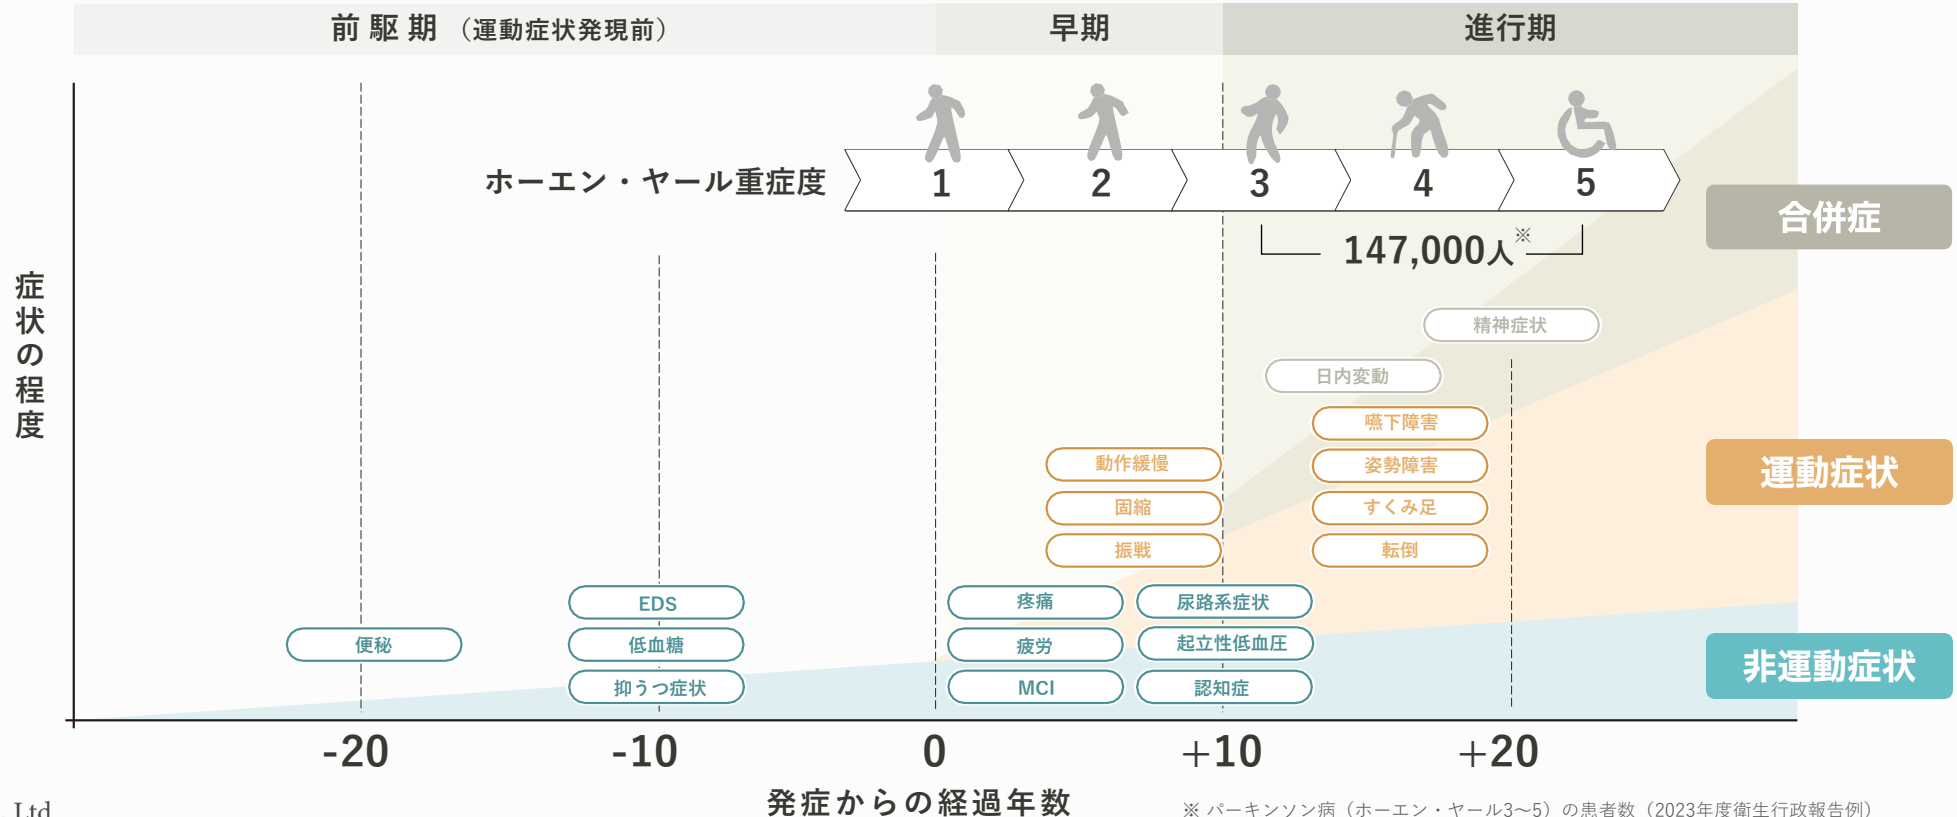 前駆期（運動症状発現前）
早期
進行期
ホーエン・ヤール重症度
1
2
3
4
5
147,000人※
合併症
症状の程度
精神症状
日内変動
嚥下障害
動作緩慢
姿勢障害
運動症状
固縮
すくみ足
振戦
転倒
EDS
疼痛
尿路系症状
便秘
低血糖
疲労
起立性低血圧
非運動症状
抑うつ症状
MCI
認知症
-20
-10
0
+10
+20
発症からの経過年数
. Ltd
※ パーキンソン病（ホーエン・ヤール3〜5）の患者数（2023年度衛生行政報告例）